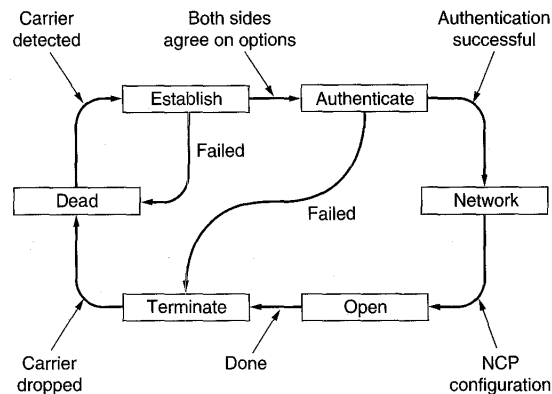 Carrier
detected
Both sides
agree on options
Authentication
successful
Establish
Authenticate
Failed
Dead
Failed
Network
Terminate
Open
Carrier
dropped
Done
NCP
configuration